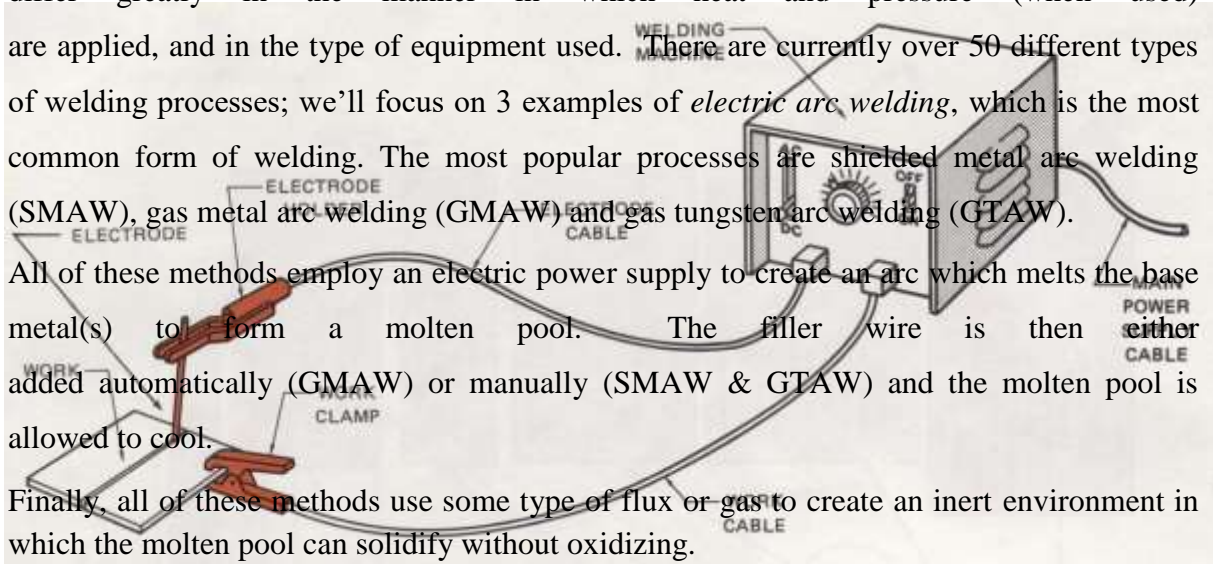 differ greatly in the manner in which heat and pressure (when used)
are applied, and in the type of equipment used. There are currently over 50 different types
of welding processes; we'll focus on 3 examples of electric arc welding, which is the most
common form of welding. The most popular processes are shielded metal arc welding
(SMAW), gas metal arc welding (GMAW) and gas tungsten arc welding (GTAW).
All of these methods employ an electric power supply to create an arc which melts the base
metal(s) to form a molten pool. The filler wire is then either
added automatically (GMAW) or manually (SMAW & GTAW) and the molten pool is
allowed to cool.
Finally, all of these methods use some type of flux or gas to create an inert environment in
which the molten pool can solidify without oxidizing.
WELDING
MACHINE
AC
DC
OFF
ELECTRODE
HOLDER
ELECTRODE
ELECTRODE
CABLE
MAIN
POWER
SUPPLY
CABLE
WORK
WORK
CLAMP
WORK
CABLE